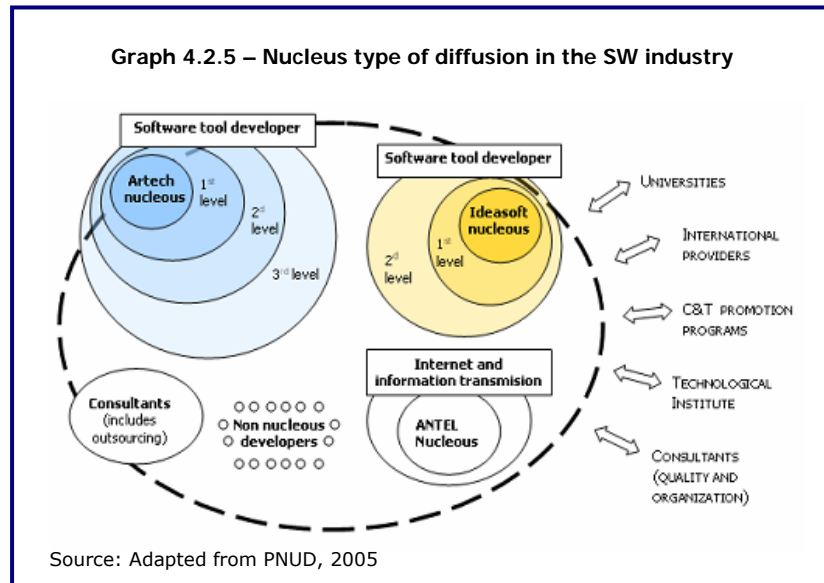 Graph 4.2.5 – Nucleus type of diffusion in the SW industry
Software tool developer
Artech
nucleous
1st
level
2d
level
3rd level
Software tool developer
Ideasoft
nucleous
1st
level
2d
level
Consultants
(includes
outsourcing)
Non nucleous
developers
Internet and
information transmision
ANTEL
Nucleous
UNIVERSITIES
INTERNATIONAL
PROVIDERS
C&T PROMOTION
PROGRAMS
TECHNOLOGICAL
INSTITUTE
CONSULTANTS
(QUALITY AND
ORGANIZATION)
Source: Adapted from PNUD, 2005